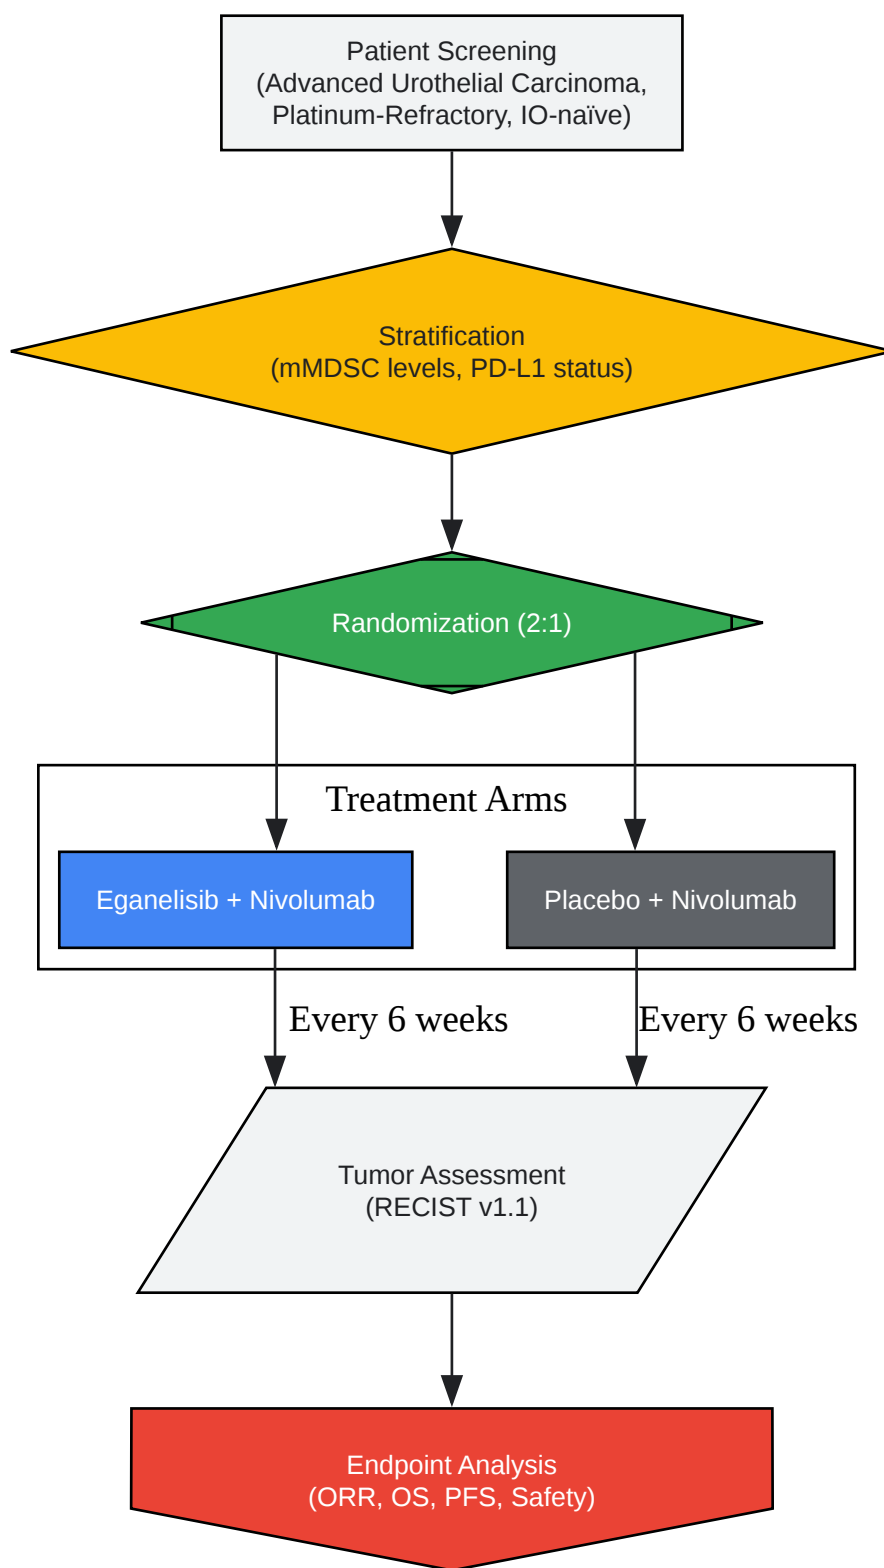 Patient Screening
(Advanced Urothelial Carcinoma,
Platinum-Refractory, IO-naïve)
Stratification
(mMDSC levels, PD-L1 status)
Randomization (2:1)
Treatment Arms
Eganelisib + Nivolumab
Placebo + Nivolumab
Every 6 weeks
Every 6 weeks
Tumor Assessment
(RECIST v1.1)
Endpoint Analysis
(ORR, OS, PFS, Safety)